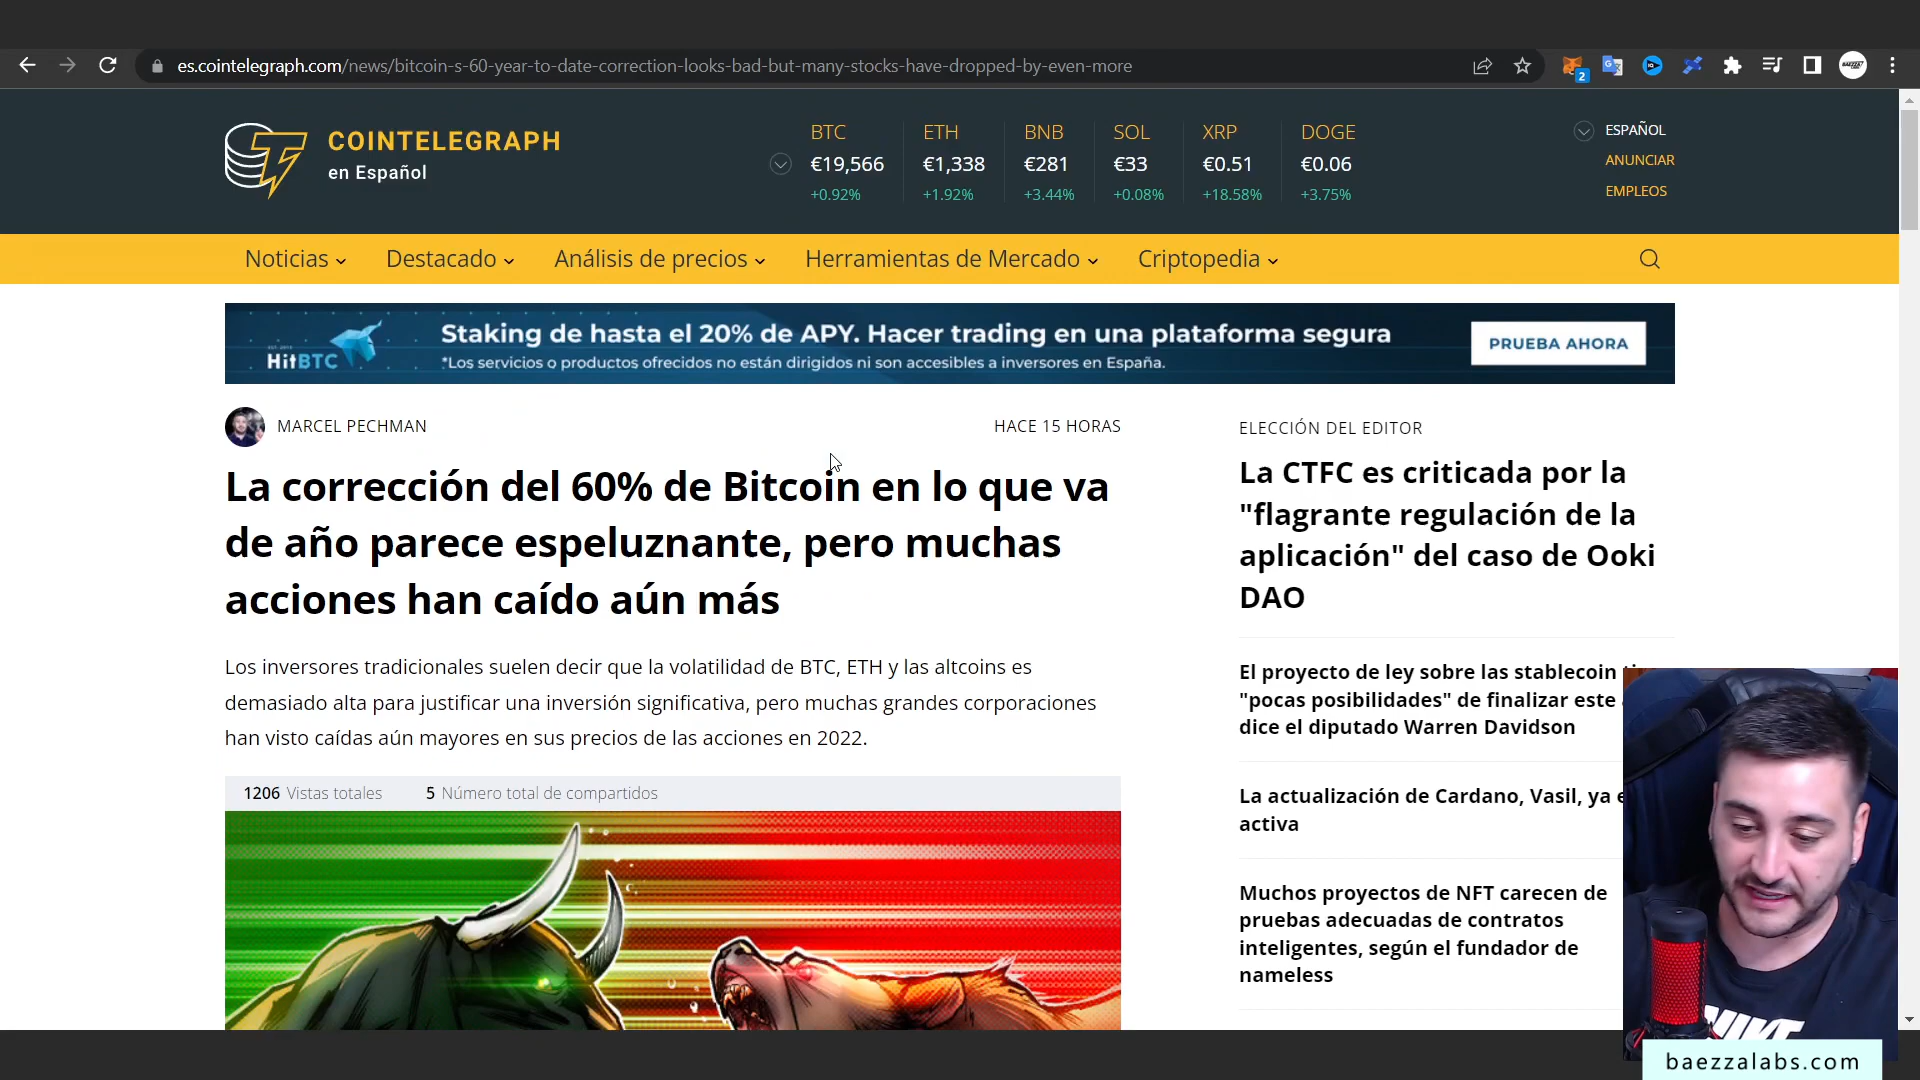 es.cointelegraph.com/news/bitcoin-s-60-year-to-date-correction-looks-bad-but-many-stocks-have-dropped-by-even-more
2
COINTELEGRAPH
en Español
BTC ETH BNB SOL XRP DOGE
€19,566 €1,338 €281 €33 €0.51 €0.06
+0.92% +1.92% +3.44% +0.08% +18.58% +3.75%
ESPAÑOL
ANUNCIAR
EMPLEOS
Noticias Destacado Análisis de precios Herramientas de Mercado Criptopedia
HitBTC
Staking de hasta el 20% de APY. Hacer trading en una plataforma segura
*Los servicios o productos ofrecidos no están dirigidos ni son accesibles a inversores en España.
PRUEBA AHORA
MARCEL PECHMAN
HACE 15 HORAS
La corrección del 60% de Bitcoin en lo que va
de año parece espeluznante, pero muchas
acciones han caído aún más
Los inversores tradicionales suelen decir que la volatilidad de BTC, ETH y las altcoins es
demasiado alta para justificar una inversión significativa, pero muchas grandes corporaciones
han visto caídas aún mayores en sus precios de las acciones en 2022.
1206 Vistas totales 5 Número total de compartidos
ELECCIÓN DEL EDITOR
La CTFC es criticada por la
"flagrante regulación de la
aplicación" del caso de Ooki
DAO
El proyecto de ley sobre las stablecoin
"pocas posibilidades" de finalizar este
dice el diputado Warren Davidson
La actualización de Cardano, Vasil, ya
activa
Muchos proyectos de NFT carecen de
pruebas adecuadas de contratos
inteligentes, según el fundador de
nameless
baezzalabs.com